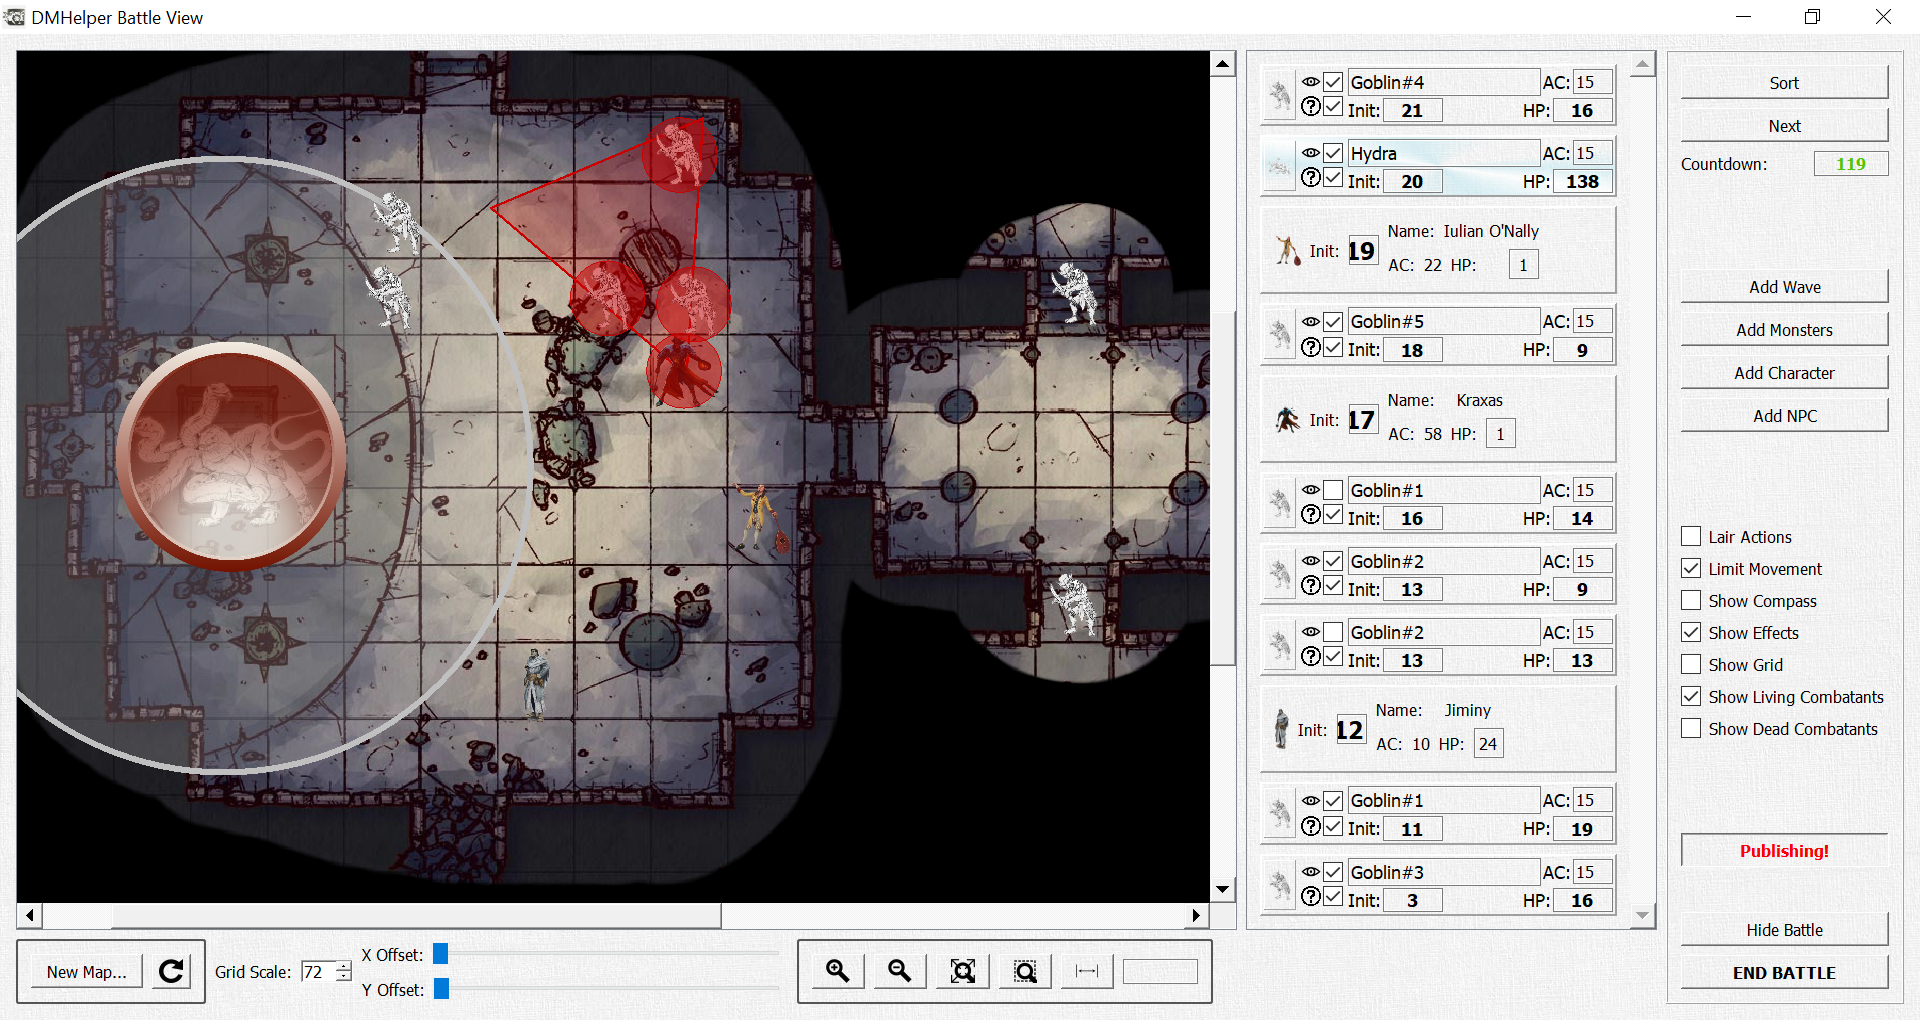 DMHelper Battle View
Goblin#4 AC: 15
Init: 21 HP: 16
Hydra AC: 15
Init: 20 HP: 138
Name: Iulian O'Nally
Init: 19
AC: 22 HP: 1
Goblin#5 AC: 15
Init: 18 HP: 9
Name: Kraxas
Init: 17
AC: 58 HP: 1
Goblin#1 AC: 15
Init: 16 HP: 14
Goblin#2 AC: 15
Init: 13 HP: 9
Goblin#2 AC: 15
Init: 13 HP: 13
Name: Jiminy
Init: 12
AC: 10 HP: 24
Goblin#1 AC: 15
Init: 11 HP: 19
Goblin#3 AC: 15
Init: 3 HP: 16
Sort
Next
Countdown: 119
Add Wave
Add Monsters
Add Character
Add NPC
Lair Actions
Limit Movement
Show Compass
Show Effects
Show Grid
Show Living Combatants
Show Dead Combatants
Publishing!
Hide Battle
END BATTLE
New Map...
Grid Scale: 72
X Offset:
Y Offset: